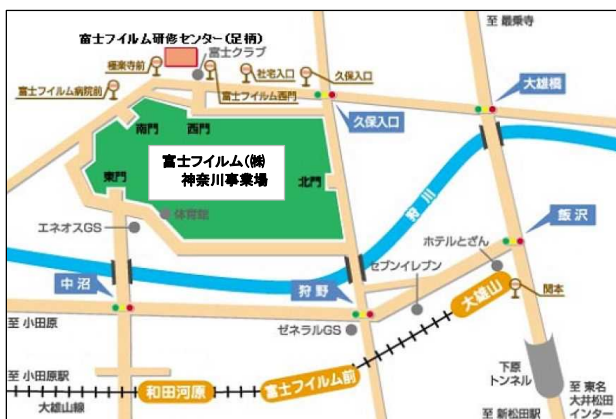 至 最乗寺
富士フイルム研修センター(足柄)
富士クラブ
極楽寺前
社宅入口
久保入口
富士フイルム病院前
富士フイルム西門
大雄橋
久保入口
南門
西門
富士フイルム(㈱)
神奈川事業場
東門
北門
体育館
狩川
エネオスGS
飯沢
ホテルとざん
セブンイレブン
中沼
狩野
大雄山
関本
至 小田原
ゼネラルGS
富士フイルム前
下原
トンネル
至 小田原駅
和田河原
大雄山線
至 新松田駅
至 東名
大井松田
インター